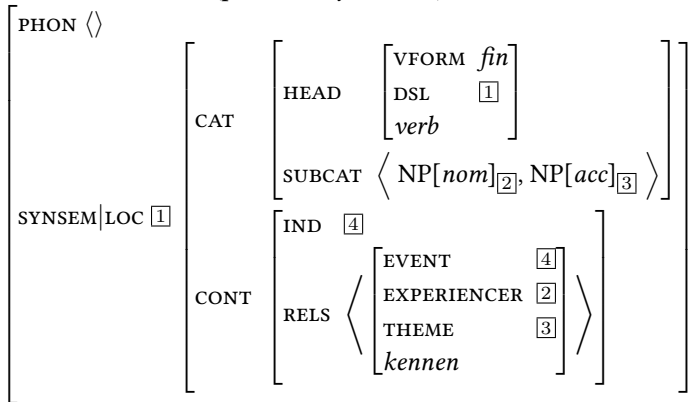 PHON ⟨⟩
SYNSEM|LOC 1
CAT
HEAD
VFORM fin
DSL 1
verb
SUBCAT ⟨ NP[nom]2, NP[acc]3 ⟩
CONT
IND 4
RELS ⟨
EVENT 4
EXPERIENCER 2
THEME 3
kennen
⟩